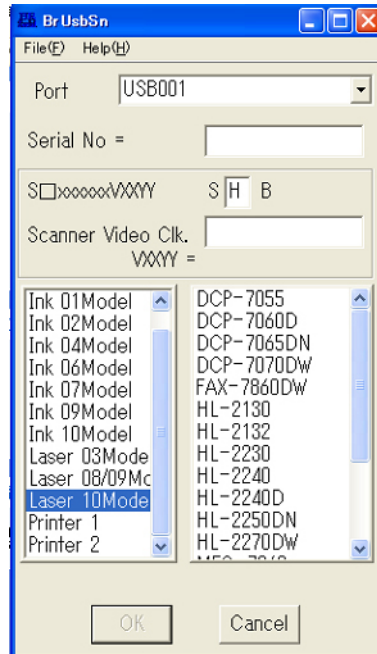 BrUsbSn
File(F) Help(H)
Port USB001
Serial No =
S□xxxxxxVXXYY S H B
Scanner Video Clk.
VXXYY =
Ink 01Model
Ink 02Model
Ink 04Model
Ink 06Model
Ink 07Model
Ink 09Model
Ink 10Model
Laser 03Mode
Laser 08/09Mc
Laser 10Mode
Printer 1
Printer 2
DCP-7055
DCP-7060D
DCP-7065DN
DCP-7070DW
FAX-7860DW
HL-2130
HL-2132
HL-2230
HL-2240
HL-2240D
HL-2250DN
HL-2270DW
OK Cancel